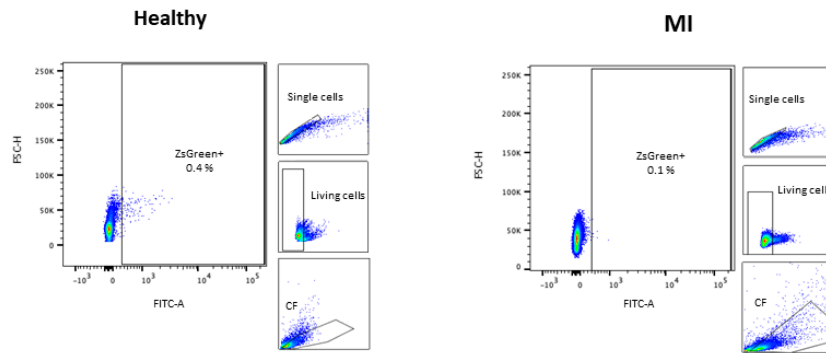 Healthy
250K
200K
150K
100K
50K
0
FSC-H
ZsGreen+
0.4 %
-10³ 0 10³ 10⁴ 10⁵
FITC-A
Single cells
Living cells
CF
MI
250K
200K
150K
100K
50K
0
FSC-H
ZsGreen+
0.1 %
-10³ 0 10³ 10⁴ 10⁵
FITC-A
Single cells
Living cell
CF